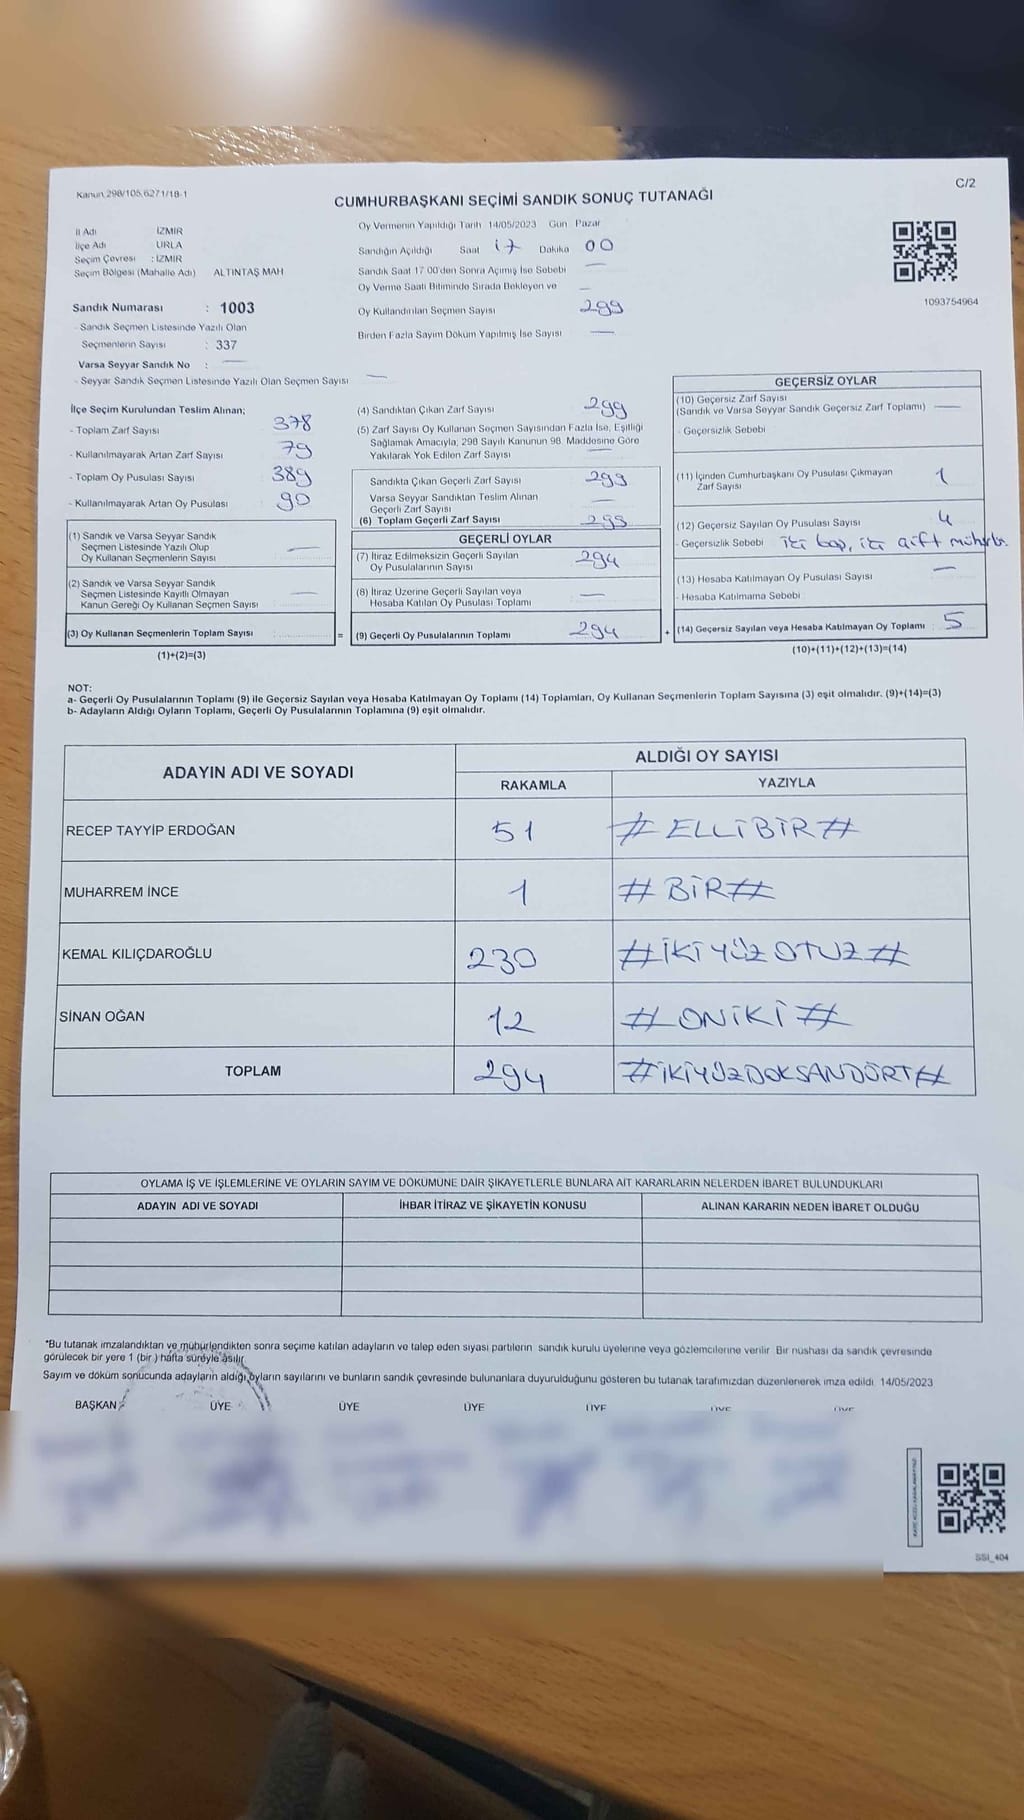 Kanun 298/105,6271/18-1
C/2
CUMHURBAŞKANI SEÇİMİ SANDIK SONUÇ TUTANAĞI
İl Adı İZMİR
İlçe Adı URLA
Seçim Çevresi : İZMİR
Seçim Bölgesi (Mahalle Adı) ALTINTAŞ MAH
Sandık Numarası : 1003
- Sandık Seçmen Listesinde Yazılı Olan
Seçmenlerin Sayısı : 337
Varsa Seyyar Sandık No : —
- Seyyar Sandık Seçmen Listesinde Yazılı Olan Seçmen Sayısı —
Oy Vermenin Yapıldığı Tarih 14/05/2023 Gün Pazar
Sandığın Açıldığı Saat 17 Dakika 00
Sandık Saat 17 00'den Sonra Açımış İse Sebebi —
Oy Verme Saati Bitiminde Sırada Bekleyen ve —
Oy Kullandırılan Seçmen Sayısı 299
Birden Fazla Sayım Döküm Yapılmış İse Sayısı —
1093754964
İlçe Seçim Kurulundan Teslim Alınan;
- Toplam Zarf Sayısı 378
- Kullanılmayarak Artan Zarf Sayısı 79
- Toplam Oy Pusulası Sayısı 389
- Kullanılmayarak Artan Oy Pusulası 90
(1) Sandık ve Varsa Seyyar Sandık
Seçmen Listesinde Yazılı Olup
Oy Kullanan Seçmenlerin Sayısı —
(2) Sandık ve Varsa Seyyar Sandık
Seçmen Listesinde Kayıtlı Olmayan
Kanun Gereği Oy Kullanan Seçmen Sayısı —
(3) Oy Kullanan Seçmenlerin Toplam Sayısı
=
(1)+(2)=(3)
(4) Sandıktan Çıkan Zarf Sayısı 299
(5) Zarf Sayısı Oy Kullanan Seçmen Sayısından Fazla İse, Eşitliği
Sağlamak Amacıyla, 298 Sayılı Kanunun 98. Maddesine Göre
Yakılarak Yok Edilen Zarf Sayısı —
Sandıkta Çıkan Geçerli Zarf Sayısı 299
Varsa Seyyar Sandıktan Teslim Alınan
Geçerli Zarf Sayısı —
(6) Toplam Geçerli Zarf Sayısı 299
GEÇERLİ OYLAR
(7) İtiraz Edilmeksizin Geçerli Sayılan
Oy Pusulalarının Sayısı 294
(8) İtiraz Üzerine Geçerli Sayılan veya
Hesaba Katılan Oy Pusulası Toplamı —
(9) Geçerli Oy Pusulalarının Toplamı 294
+
GEÇERSİZ OYLAR
(10) Geçersiz Zarf Sayısı
(Sandık ve Varsa Seyyar Sandık Geçersiz Zarf Toplamı) —
- Geçersizlik Sebebi
(11) İçinden Cumhurbaşkanı Oy Pusulası Çıkmayan
Zarf Sayısı 1
(12) Geçersiz Sayılan Oy Pusulası Sayısı 4
- Geçersizlik Sebebi iki boş, iki çift mühür
(13) Hesaba Katılmayan Oy Pusulası Sayısı —
- Hesaba Katılmama Sebebi
(14) Geçersiz Sayılan veya Hesaba Katılmayan Oy Toplamı : 5
(10)+(11)+(12)+(13)=(14)
NOT:
a- Geçerli Oy Pusulalarının Toplamı (9) ile Geçersiz Sayılan veya Hesaba Katılmayan Oy Toplamı (14) Toplamları, Oy Kullanan Seçmenlerin Toplam Sayısına (3) eşit olmalıdır. (9)+(14)=(3)
b- Adayların Aldığı Oyların Toplamı, Geçerli Oy Pusulalarının Toplamına (9) eşit olmalıdır.
ADAYIN ADI VE SOYADI
ALDIĞI OY SAYISI
RAKAMLA YAZIYLA
RECEP TAYYİP ERDOĞAN 51 # ELLİBİR #
MUHARREM İNCE 1 # BİR #
KEMAL KILIÇDAROĞLU 230 # İKİYÜZOTUZ #
SİNAN OĞAN 12 # ONİKİ #
TOPLAM 294 # İKİYÜZDOKSANDÖRT #
OYLAMA İŞ VE İŞLEMLERİNE VE OYLARIN SAYIM VE DÖKÜMÜNE DAİR ŞİKAYETLERLE BUNLARA AİT KARARLARIN NELERDEN İBARET BULUNDUKLARI
ADAYIN ADI VE SOYADI İHBAR İTİRAZ VE ŞİKAYETİN KONUSU ALINAN KARARIN NEDEN İBARET OLDUĞU
*Bu tutanak imzalandıktan ve mühürlendikten sonra seçime katılan adayların ve talep eden siyasi partilerin sandık kurulu üyelerine veya gözlemcilerine verilir. Bir nüshası da sandık çevresinde
görülecek bir yere 1 (bir) hafta süreyle asılır.
Sayım ve döküm sonucunda adayların aldığı oyların sayılarını ve bunların sandık çevresinde bulunanlara duyurulduğunu gösteren bu tutanak tarafımızdan düzenlenerek imza edildi. 14/05/2023
BAŞKAN ÜYE ÜYE ÜYE ÜYE ÜYE ÜYE
SSI_404